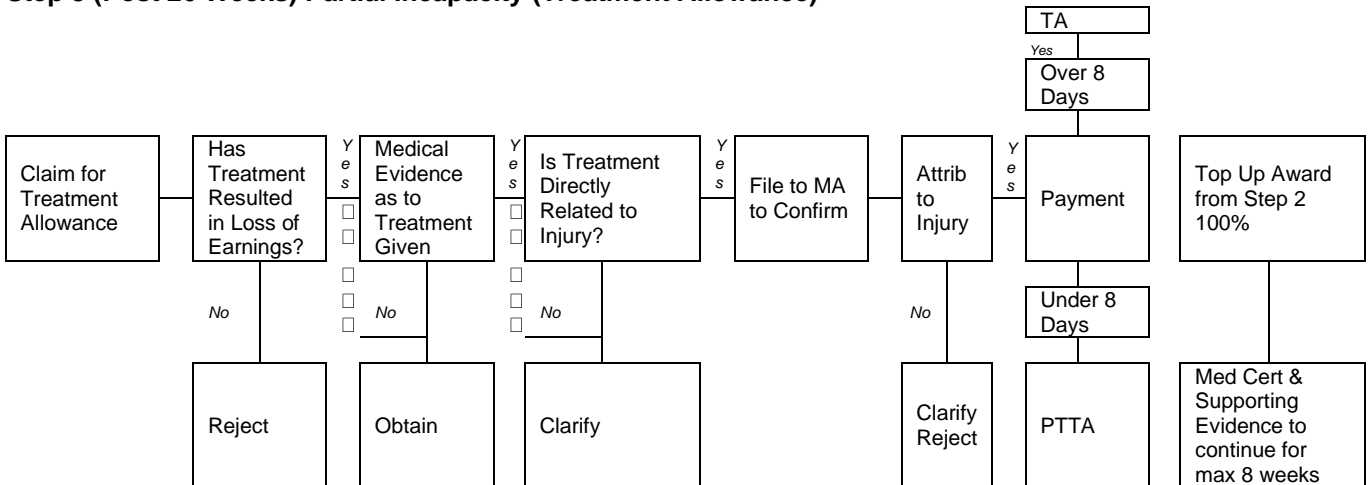 Step (Post Weeks) Partial Incapacity (Treatment Allowance)
TA
Yes
Over 8
Days
Claim for
Treatment
Allowance
Has
Treatment
Resulted
in Loss of
Earnings?
Yes
Medical
Evidence
as to
Treatment
Given
Yes
Is Treatment
Directly
Related to
Injury?
Yes
File to MA
to Confirm
Attrib
to
Injury
Yes
Payment
Top Up Award
from Step 2
100%
No
No
No
No
Under 8
Days
Reject
Obtain
Clarify
Clarify
Reject
PTTA
Med Cert &
Supporting
Evidence to
continue for
max 8 weeks